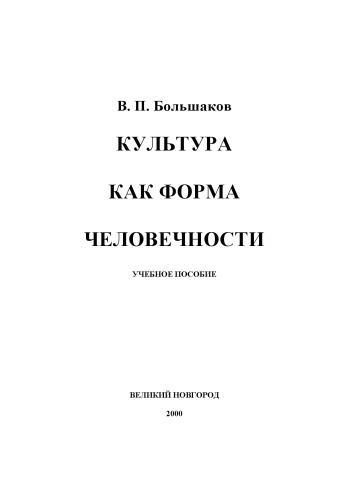 В. П. Большаков
КУЛЬТУРА
КАК ФОРМА
ЧЕЛОВЕЧНОСТИ
УЧЕБНОЕ ПОСОБИЕ
ВЕЛИКИЙ НОВГОРОД
2000